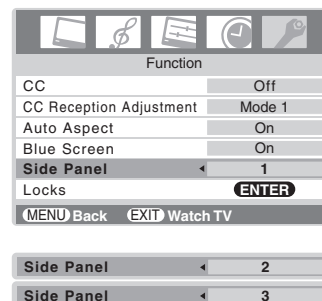 Function
CC Off
CC Reception Adjustment Mode 1
Auto Aspect On
Blue Screen On
Side Panel 1
Locks ENTER
MENU Back EXIT Watch TV
Side Panel 2
Side Panel 3